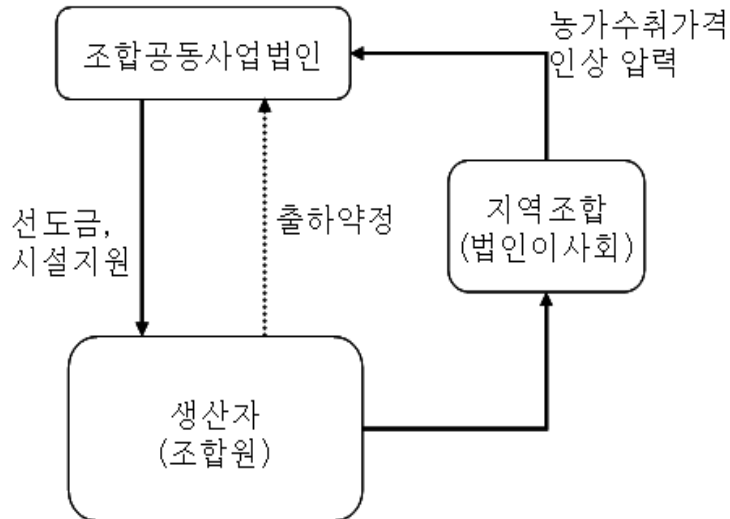 농가수취가격
인상 압력
조합공동사업법인
선도금,
시설지원
출하약정
지역조합
(법인이사회)
생산자
(조합원)